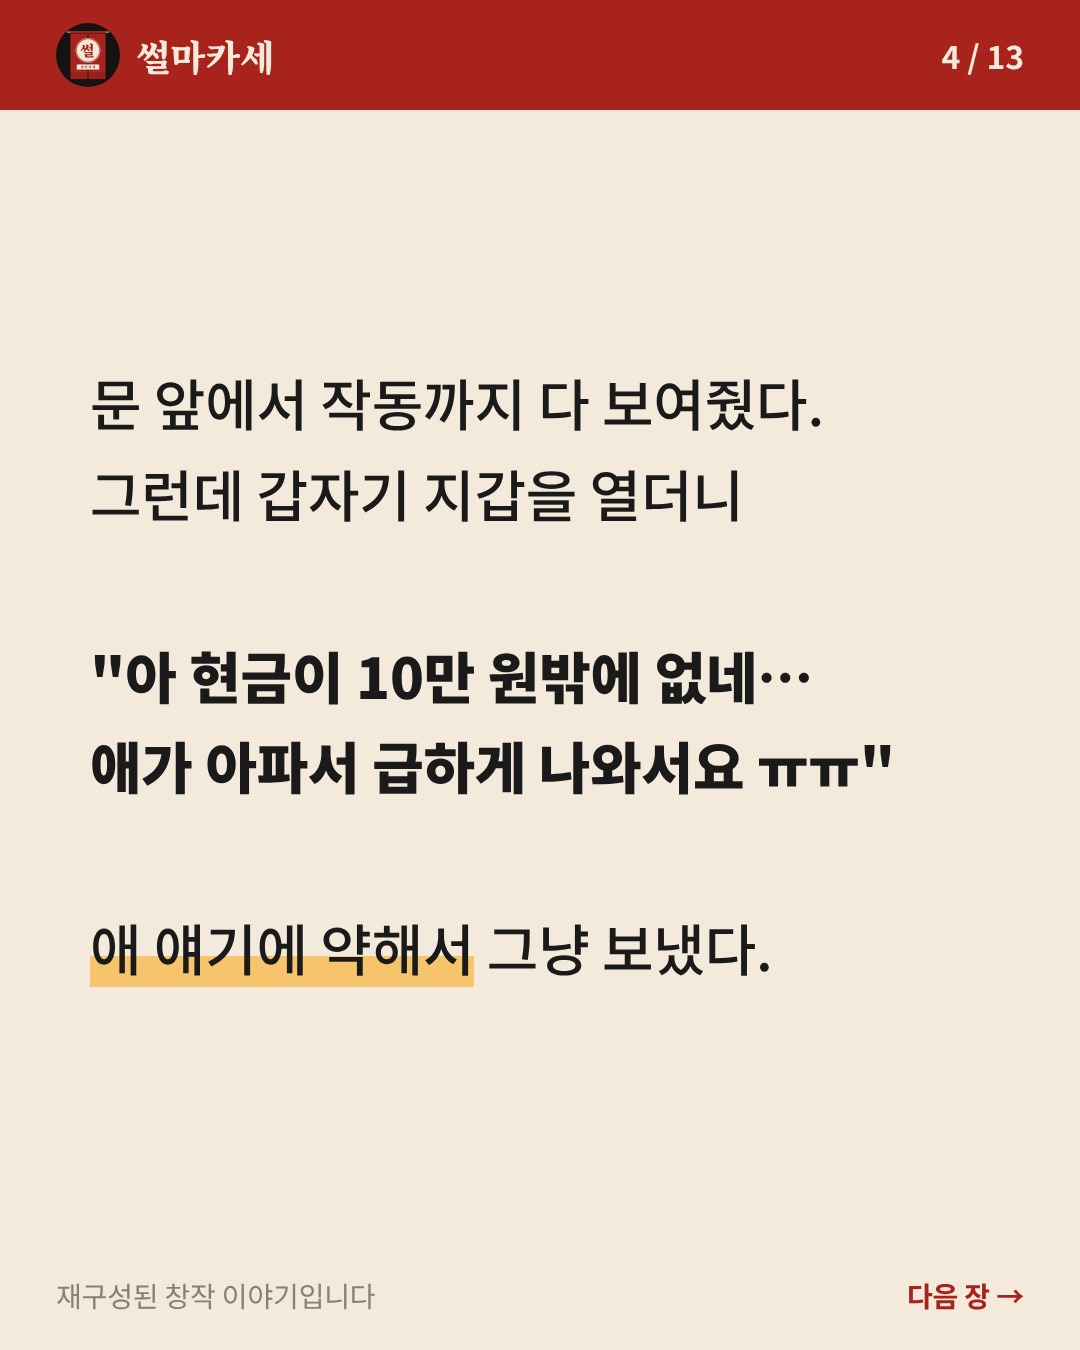 썰
썰마카세
4 / 13
문 앞에서 작동까지 다 보여줬다.
그런데 갑자기 지갑을 열더니
"아 현금이 10만 원밖에 없네…
애가 아파서 급하게 나와서요 ㅠㅠ"
애 얘기에 약해서 그냥 보냈다.
재구성된 창작 이야기입니다
다음 장 →